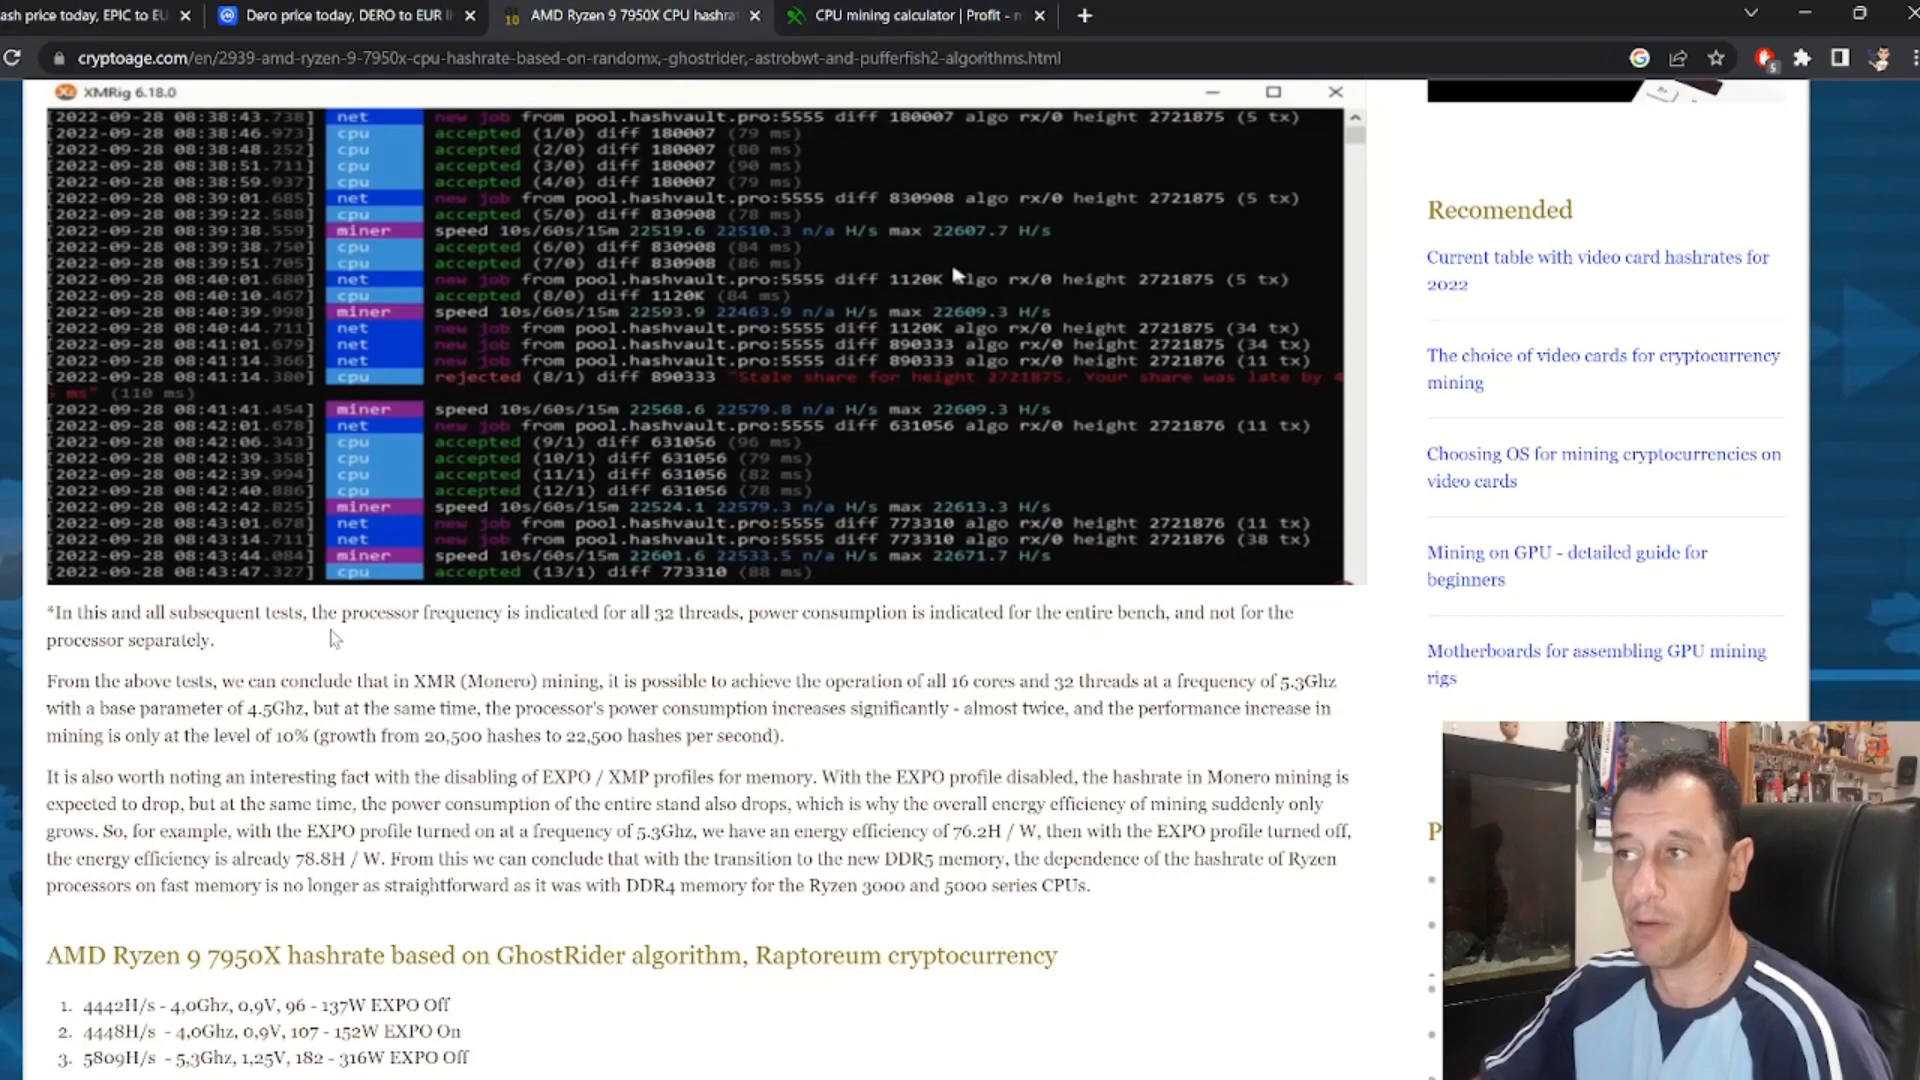 ash price today, EPIC to EU
Dero price today, DERO to EUR li
AMD Ryzen 9 7950X CPU hashra
CPU mining calculator | Profit - n
cryptoage.com/en/2939-amd-ryzen-9-7950x-cpu-hashrate-based-on-randomx,-ghostrider,-astrobwt-and-pufferfish2-algorithms.html
5
XMRig 6.18.0
[2022-09-28 08:38:43.738] net new job from pool.hashvault.pro:5555 diff 180007 algo rx/0 height 2721875 (5 tx)
[2022-09-28 08:38:46.973] cpu accepted (1/0) diff 180007 (79 ms)
[2022-09-28 08:38:48.252] cpu accepted (2/0) diff 180007 (80 ms)
[2022-09-28 08:38:51.711] cpu accepted (3/0) diff 180007 (90 ms)
[2022-09-28 08:38:59.937] cpu accepted (4/0) diff 180007 (79 ms)
[2022-09-28 08:39:01.685] net new job from pool.hashvault.pro:5555 diff 830908 algo rx/0 height 2721875 (5 tx)
[2022-09-28 08:39:22.588] cpu accepted (5/0) diff 830908 (78 ms)
[2022-09-28 08:39:38.559] miner speed 10s/60s/15m 22519.6 22510.3 n/a H/s max 22607.7 H/s
[2022-09-28 08:39:38.750] cpu accepted (6/0) diff 830908 (84 ms)
[2022-09-28 08:39:51.705] cpu accepted (7/0) diff 830908 (86 ms)
[2022-09-28 08:40:01.680] net new job from pool.hashvault.pro:5555 diff 1120K algo rx/0 height 2721875 (5 tx)
[2022-09-28 08:40:10.467] cpu accepted (8/0) diff 1120K (84 ms)
[2022-09-28 08:40:39.998] miner speed 10s/60s/15m 22593.9 22463.9 n/a H/s max 22609.3 H/s
[2022-09-28 08:40:44.711] net new job from pool.hashvault.pro:5555 diff 1120K algo rx/0 height 2721875 (34 tx)
[2022-09-28 08:41:01.679] net new job from pool.hashvault.pro:5555 diff 890333 algo rx/0 height 2721875 (34 tx)
[2022-09-28 08:41:14.366] net new job from pool.hashvault.pro:5555 diff 890333 algo rx/0 height 2721876 (11 tx)
[2022-09-28 08:41:14.380] cpu rejected (8/1) diff 890333 "Stale share for height 2721875, Your share was late by 4
ms" (110 ms)
[2022-09-28 08:41:41.454] miner speed 10s/60s/15m 22568.6 22579.8 n/a H/s max 22609.3 H/s
[2022-09-28 08:42:01.678] net new job from pool.hashvault.pro:5555 diff 631056 algo rx/0 height 2721876 (11 tx)
[2022-09-28 08:42:06.343] cpu accepted (9/1) diff 631056 (96 ms)
[2022-09-28 08:42:39.358] cpu accepted (10/1) diff 631056 (79 ms)
[2022-09-28 08:42:39.994] cpu accepted (11/1) diff 631056 (82 ms)
[2022-09-28 08:42:40.886] cpu accepted (12/1) diff 631056 (78 ms)
[2022-09-28 08:42:42.825] miner speed 10s/60s/15m 22524.1 22579.3 n/a H/s max 22613.3 H/s
[2022-09-28 08:43:01.678] net new job from pool.hashvault.pro:5555 diff 773310 algo rx/0 height 2721876 (11 tx)
[2022-09-28 08:43:14.711] net new job from pool.hashvault.pro:5555 diff 773310 algo rx/0 height 2721876 (38 tx)
[2022-09-28 08:43:44.084] miner speed 10s/60s/15m 22601.6 22533.5 n/a H/s max 22671.7 H/s
[2022-09-28 08:43:47.327] cpu accepted (13/1) diff 773310 (88 ms)
*In this and all subsequent tests, the processor frequency is indicated for all 32 threads, power consumption is indicated for the entire bench, and not for the
processor separately.
From the above tests, we can conclude that in XMR (Monero) mining, it is possible to achieve the operation of all 16 cores and 32 threads at a frequency of 5.3Ghz
with a base parameter of 4.5Ghz, but at the same time, the processor's power consumption increases significantly - almost twice, and the performance increase in
mining is only at the level of 10% (growth from 20,500 hashes to 22,500 hashes per second).
It is also worth noting an interesting fact with the disabling of EXPO / XMP profiles for memory. With the EXPO profile disabled, the hashrate in Monero mining is
expected to drop, but at the same time, the power consumption of the entire stand also drops, which is why the overall energy efficiency of mining suddenly only
grows. So, for example, with the EXPO profile turned on at a frequency of 5.3Ghz, we have an energy efficiency of 76.2H / W, then with the EXPO profile turned off,
the energy efficiency is already 78.8H / W. From this we can conclude that with the transition to the new DDR5 memory, the dependence of the hashrate of Ryzen
processors on fast memory is no longer as straightforward as it was with DDR4 memory for the Ryzen 3000 and 5000 series CPUs.
AMD Ryzen 9 7950X hashrate based on GhostRider algorithm, Raptoreum cryptocurrency
1. 4442H/s - 4,0Ghz, 0,9V, 96 - 137W EXPO Off
2. 4448H/s - 4,0Ghz, 0,9V, 107 - 152W EXPO On
3. 5809H/s - 5,3Ghz, 1,25V, 182 - 316W EXPO Off
Recomended
Current table with video card hashrates for
2022
The choice of video cards for cryptocurrency
mining
Choosing OS for mining cryptocurrencies on
video cards
Mining on GPU - detailed guide for
beginners
Motherboards for assembling GPU mining
rigs
P